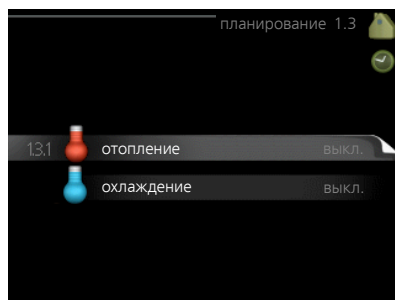 планирование 1.3
1.3.1 отопление выкл.
охлаждение выкл.